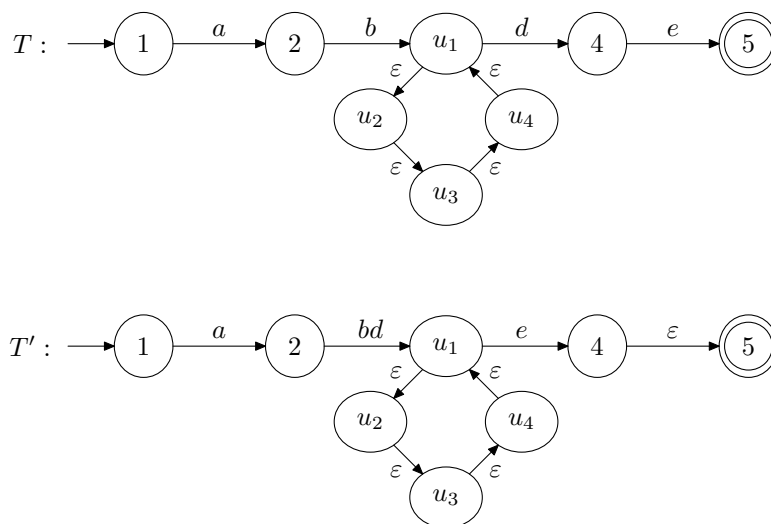 a b d e
T : 1 2 u₁ 4 5
ε ε
u₂ u₄
ε ε
u₃
a bd e ε
T′ : 1 2 u₁ 4 5
ε ε
u₂ u₄
ε ε
u₃